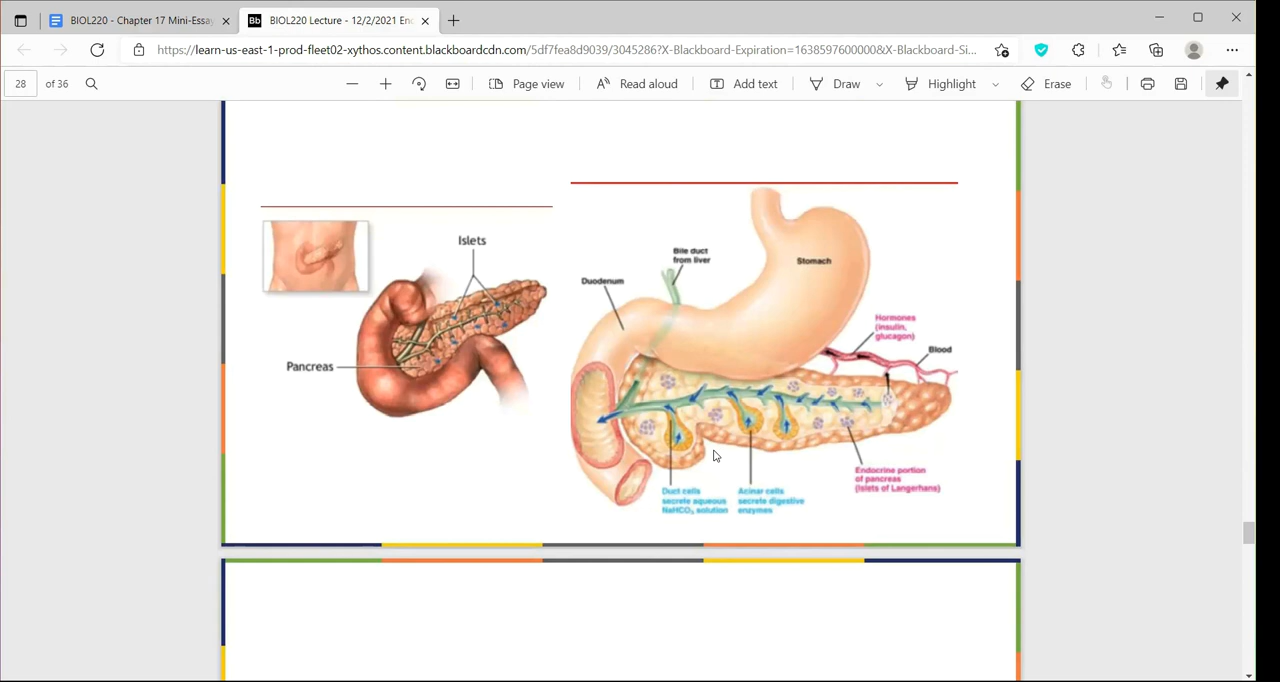 BIOL220 - Chapter 17 Mini-Essay
Bb
BIOL220 Lecture - 12/2/2021 En
https://learn-us-east-1-prod-fleet02-xythos.content.blackboardcdn.com/5df7fea8d9039/3045286?X-Blackboard-Expiration=1638597600000&X-Blackboard-Si...
28 of 36
Page view
Read aloud
Add text
Draw
Highlight
Erase
Islets
Pancreas
Bile duct
from liver
Duodenum
Stomach
Hormones
(insulin,
glucagon)
Blood
Endocrine portion
of pancreas
(Islets of Langerhans)
Duct cells
secrete aqueous
NaHCO₃ solution
Acinar cells
secrete digestive
enzymes